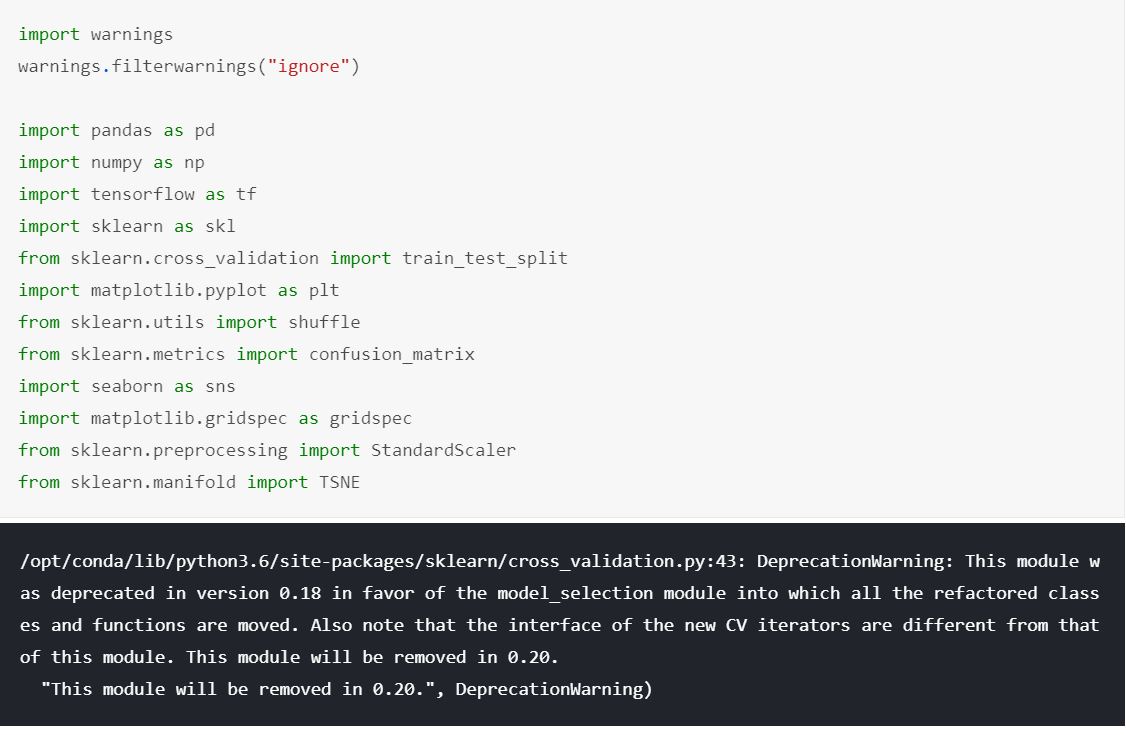 import warnings
warnings.filterwarnings("ignore")
import pandas as pd
import numpy as np
import tensorflow as tf
import sklearn as skl
from sklearn.cross_validation import train_test_split
import matplotlib.pyplot as plt
from sklearn.utils import shuffle
from sklearn.metrics import confusion_matrix
import seaborn as sns
import matplotlib.gridspec as gridspec
from sklearn.preprocessing import StandardScaler
from sklearn.manifold import TSNE
/opt/conda/lib/python3.6/site-packages/sklearn/cross_validation.py:43: DeprecationWarning: This module w
as deprecated in version 0.18 in favor of the model_selection module into which all the refactored class
es and functions are moved. Also note that the interface of the new CV iterators are different from that
of this module. This module will be removed in 0.20.
"This module will be removed in 0.20.", DeprecationWarning)